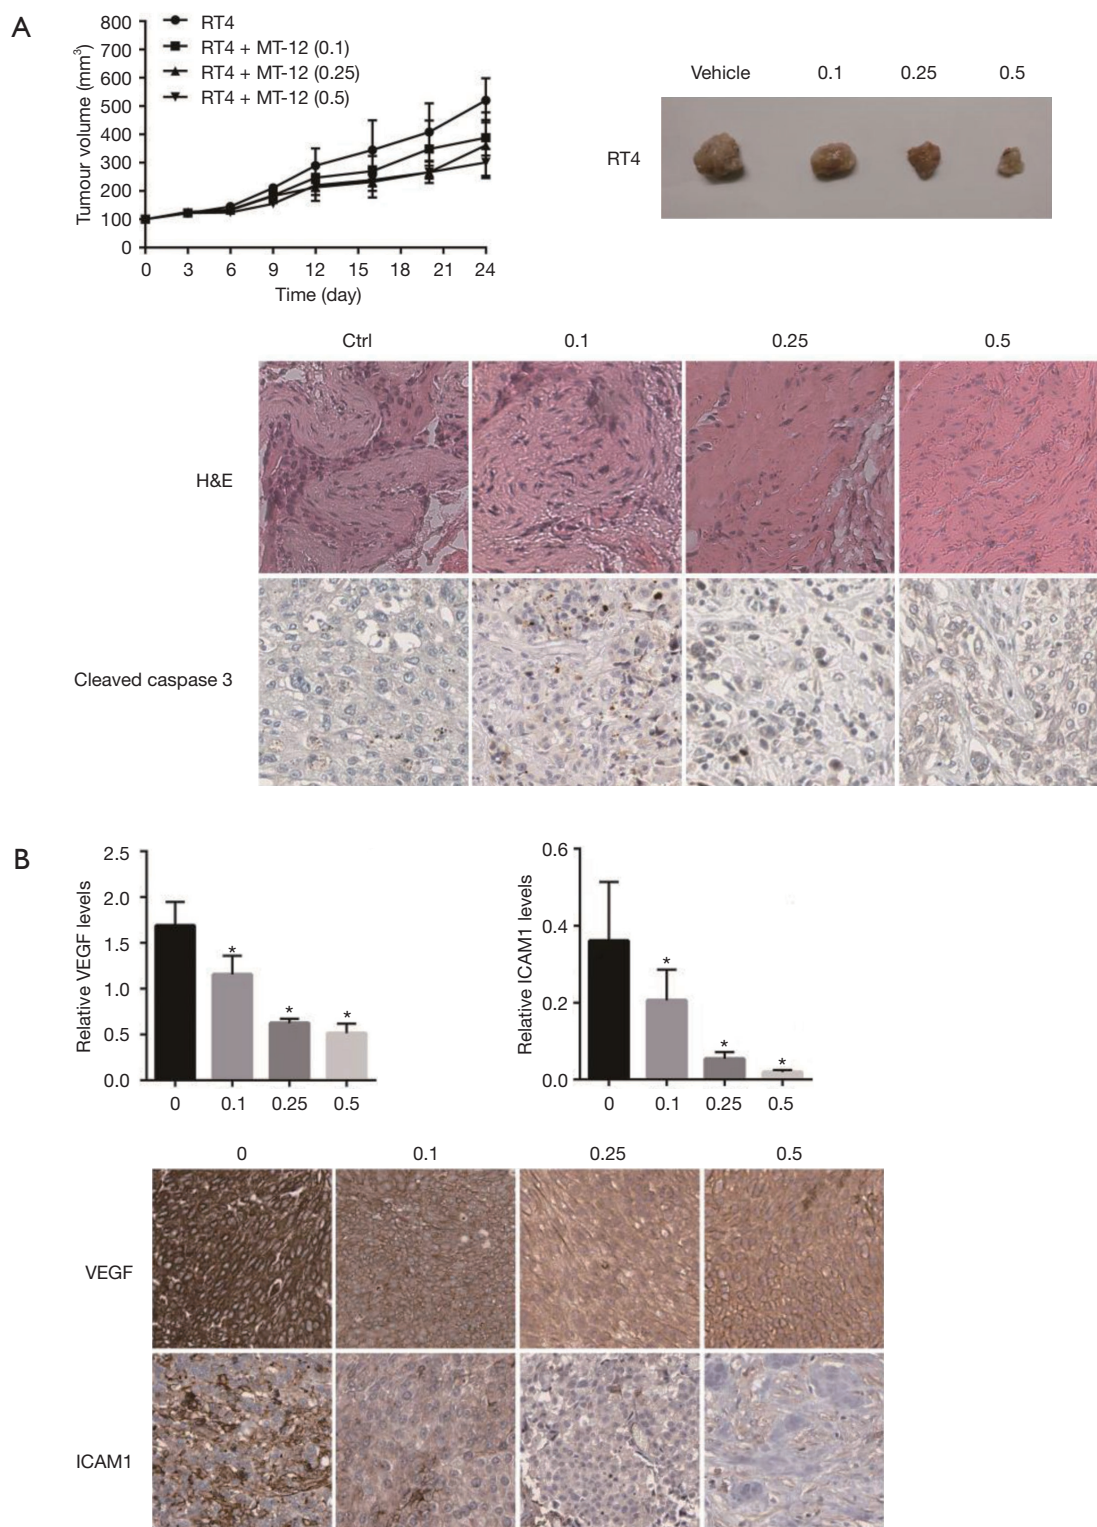 A
800
700
600
500
400
300
200
100
0
Tumour volume (mm³)
RT4
RT4 + MT-12 (0.1)
RT4 + MT-12 (0.25)
RT4 + MT-12 (0.5)
0 3 6 9 12 15 18 21 24
Time (day)
Vehicle 0.1 0.25 0.5
RT4
Ctrl 0.1 0.25 0.5
H&E
Cleaved caspase 3
B
2.5
2.0
1.5
1.0
0.5
0.0
Relative VEGF levels
* * *
0 0.1 0.25 0.5
0.6
0.4
0.2
0.0
Relative ICAM1 levels
* * *
0 0.1 0.25 0.5
0 0.1 0.25 0.5
VEGF
ICAM1